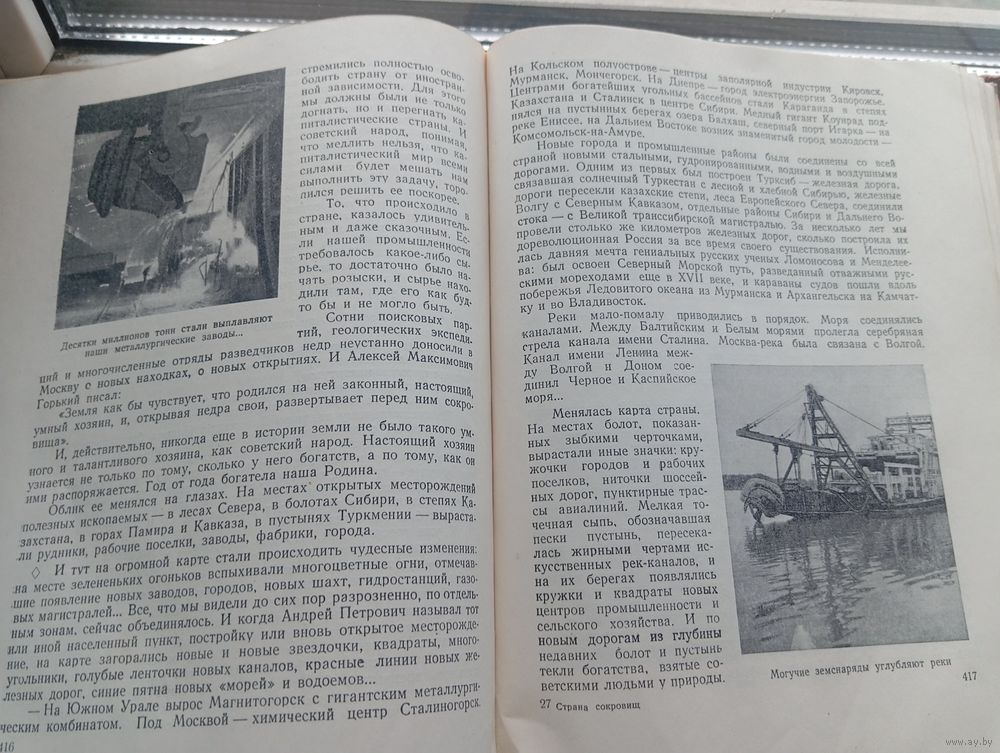 стремились полностью осво-
бодить страну от иностран-
ной зависимости. Для этого
мы должны были не только
догнать, но и перегнать ка-
питалистические страны. И
советский народ, понимая,
что медлить нельзя, что ка-
питалистический мир всеми
силами будет мешать нам
выполнить эту задачу, торо-
пился решить ее поскорее.
То, что происходило в
стране, казалось удивитель-
ным и даже сказочным. Ес-
ли нашей промышленности
требовалось какое-либо сы-
рье, то достаточно было на-
чать розыски, и сырье нахо-
дили там, где его как буд-
то бы и не могло быть.
Сотни поисковых пар-
тий, геологических экспеди-
Десятки миллионов тонн стали выплавляют
наши металлургические заводы...
ций и многочисленные отряды разведчиков недр неустанно доносили в
Москву о новых находках, о новых открытиях. И Алексей Максимович
Горький писал:
«Земля как бы чувствует, что родился на ней законный, настоящий,
умный хозяин, и, открывая недра свои, развертывает перед ним сокро-
вища».
И, действительно, никогда еще в истории земли не было такого ум-
ного и талантливого хозяина, как советский народ. Настоящий хозяин
узнается не только по тому, сколько у него богатств, а по тому, как он
ими распоряжается. Год от года богатела наша Родина.
Облик ее менялся на глазах. На местах открытых месторождений
полезных ископаемых — в лесах Севера, в болотах Сибири, в степях Ка-
захстана, в горах Памира и Кавказа, в пустынях Туркмении — выраста-
ли рудники, рабочие поселки, заводы, фабрики, города.
◊ И тут на огромной карте стали происходить чудесные изменения:
на месте зелененьких огоньков вспыхивали многоцветные огни, отмечав-
шие появление новых заводов, городов, новых шахт, гидростанций, газо-
вых магистралей... Все, что мы видели до сих пор разрозненно, по отдель-
ным зонам, сейчас объединялось. И когда Андрей Петрович называл тот
или иной населенный пункт, постройку или вновь открытое месторожде-
ние, на карте загорались новые и новые звездочки, квадраты, много-
угольники, голубые ленточки новых каналов, красные линии новых же-
лезных дорог, синие пятна новых «морей» и водоемов...
— На Южном Урале вырос Магнитогорск с гигантским металлурги-
ческим комбинатом. Под Москвой — химический центр Сталиногорск.
416
На Кольском полуострове — центры заполярной индустрии Кировск,
Мурманск, Мончегорск. На Днепре — город электроэнергии Запорожье.
Центрами богатейших угольных бассейнов стали Караганда в степях
Казахстана и Сталинск в центре Сибири. Медный гигант Коунрад под-
нялся на пустынных берегах озера Балхаш, северный порт Игарка — на
реке Енисее, на Дальнем Востоке возник знаменитый город молодости —
Комсомольск-на-Амуре.
Новые города и промышленные районы были соединены со всей
страной новыми стальными, гудронированными, водными и воздушными
дорогами. Одним из первых был построен Турксиб — железная дорога,
связавшая солнечный Туркестан с лесной и хлебной Сибирью, железные
дороги пересекли казахские степи, леса Европейского Севера, соединили
Волгу с Северным Кавказом, отдельные районы Сибири и Дальнего Во-
стока — с Великой транссибирской магистралью. За несколько лет мы
провели столько же километров железных дорог, сколько построила их
дореволюционная Россия за все время своего существования. Исполни-
лась давняя мечта гениальных русских ученых Ломоносова и Менделее-
ва: был освоен Северный Морской путь, разведанный отважными рус-
скими мореходами еще в XVII веке, и караваны судов пошли вдоль
побережья Ледовитого океана из Мурманска и Архангельска на Камчат-
ку и во Владивосток.
Реки мало-помалу приводились в порядок. Моря соединялись
каналами. Между Балтийским и Белым морями пролегла серебряная
стрела канала имени Сталина. Москва-река была связана с Волгой.
Канал имени Ленина меж-
ду Волгой и Доном сое-
динил Черное и Каспийское
моря...
Менялась карта страны.
На местах болот, показан-
ных зыбкими черточками,
вырастали иные значки: кру-
жочки городов и рабочих
поселков, ниточки шоссей-
ных дорог, пунктирные трас-
сы авиалиний. Мелкая то-
чечная сыпь, обозначавшая
пески пустынь, пересека-
лась жирными чертами ис-
кусственных рек-каналов, и
на их берегах появлялись
кружки и квадраты новых
центров промышленности и
сельского хозяйства. И по
новым дорогам из глубины
недавних болот и пустынь
текли богатства, взятые со-
ветскими людьми у природы.
Могучие земснаряды углубляют реки
27 Страна сокровищ
417
www.ay.by